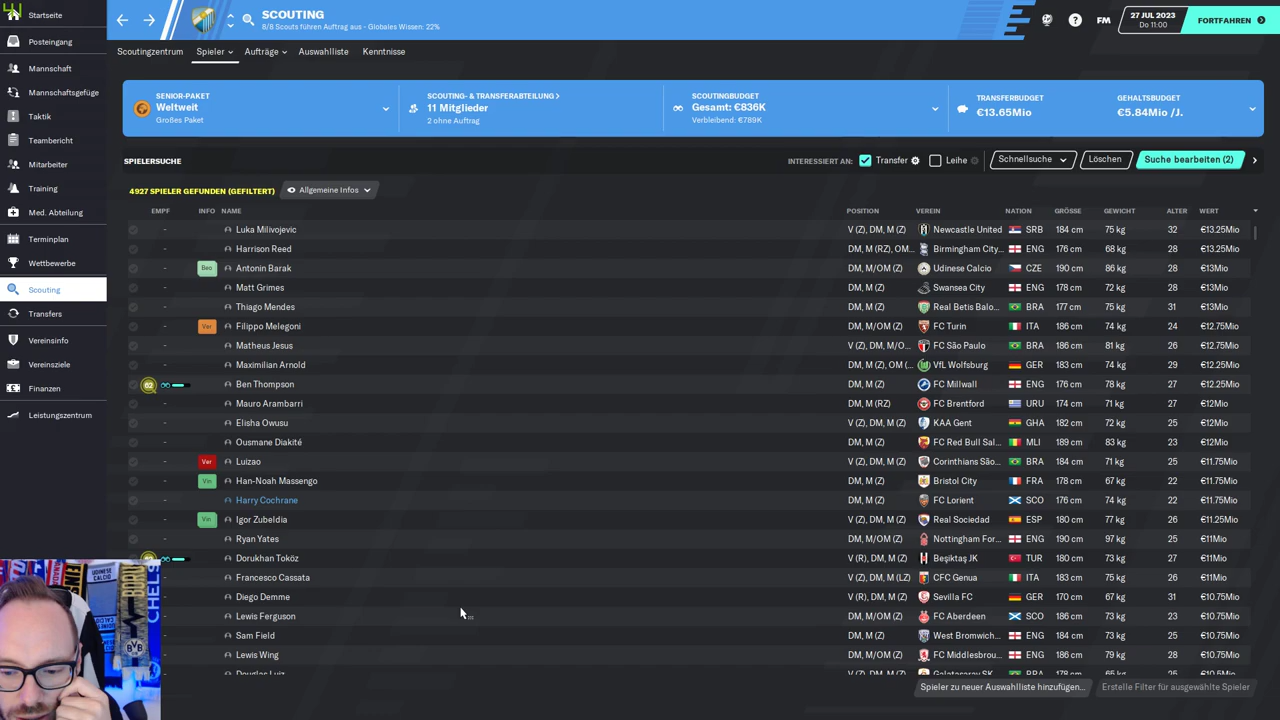 Startseite
Posteingang
Mannschaft
Mannschaftsgefüge
Taktik
Teambericht
Mitarbeiter
Training
Med. Abteilung
Terminplan
Wettbewerbe
Scouting
Transfers
Vereinsinfo
Vereinsziele
Finanzen
Leistungszentrum
SCOUTING
8/8 Scouts führen Auftrag aus - Globales Wissen: 22%
FM
27 JUL 2023
Do 11:00
FORTFAHREN
Scoutingzentrum Spieler Aufträge Auswahlliste Kenntnisse
SENIOR-PAKET
Weltweit
Großes Paket
SCOUTING- & TRANSFERABTEILUNG >
11 Mitglieder
2 ohne Auftrag
SCOUTINGBUDGET
Gesamt: €836K
Verbleibend: €789K
TRANSFERBUDGET
€13.65Mio
GEHALTSBUDGET
€5.84Mio /J.
SPIELERSUCHE
INTERESSIERT AN: Transfer Leihe Schnellsuche Löschen Suche bearbeiten (2)
4927 SPIELER GEFUNDEN (GEFILTERT) Allgemeine Infos
EMPF INFO NAME POSITION VEREIN NATION GRÖSSE GEWICHT ALTER WERT
- Luka Milivojevic V (Z), DM, M (Z) Newcastle United SRB 184 cm 75 kg 32 €13.25Mio
- Harrison Reed DM, M (RZ), OM... Birmingham City... ENG 176 cm 68 kg 28 €13.25Mio
- Bec Antonin Barak DM, M/OM (Z) Udinese Calcio CZE 190 cm 86 kg 28 €13Mio
- Matt Grimes DM, M (Z) Swansea City ENG 178 cm 72 kg 28 €13Mio
- Thiago Mendes DM, M (Z) Real Betis Balo... BRA 177 cm 75 kg 31 €13Mio
- Ver Filippo Melegoni DM, M/OM (Z) FC Turin ITA 186 cm 74 kg 24 €12.75Mio
- Matheus Jesus V (Z), DM, M/O... FC São Paulo BRA 186 cm 81 kg 26 €12.75Mio
- Maximilian Arnold DM, M (Z), OM (... VfL Wolfsburg GER 183 cm 74 kg 29 €12.25Mio
62 Ben Thompson DM, M (Z) FC Millwall ENG 176 cm 78 kg 27 €12.25Mio
- Mauro Arambarri DM, M (RZ) FC Brentford URU 174 cm 71 kg 27 €12Mio
- Elisha Owusu V (Z), DM, M (Z) KAA Gent GHA 182 cm 72 kg 25 €12Mio
- Ousmane Diakité DM, M (Z) FC Red Bull Sal... MLI 189 cm 83 kg 23 €12Mio
- Ver Luizao V (Z), DM, M (Z) Corinthians São... BRA 184 cm 71 kg 26 €11.75Mio
- Vin Han-Noah Massengo DM, M (Z) Bristol City FRA 178 cm 67 kg 22 €11.75Mio
- Harry Cochrane DM, M (Z) FC Lorient SCO 176 cm 74 kg 22 €11.75Mio
- Vin Igor Zubeldia V (Z), DM, M (Z) Real Sociedad ESP 180 cm 77 kg 26 €11.25Mio
- Ryan Yates DM, M/OM (Z) Nottingham For... ENG 190 cm 97 kg 25 €11Mio
Dorukhan Toköz V (R), DM, M (Z) Beşiktaş JK TUR 180 cm 73 kg 27 €11Mio
- Francesco Cassata V (Z), DM, M (LZ) CFC Genua ITA 183 cm 75 kg 26 €11Mio
- Diego Demme V (R), DM, M (Z) Sevilla FC GER 170 cm 67 kg 31 €10.75Mio
- Lewis Ferguson DM, M/OM (Z) FC Aberdeen SCO 186 cm 73 kg 23 €10.75Mio
- Sam Field DM, M (Z) West Bromwich... ENG 184 cm 73 kg 25 €10.75Mio
- Lewis Wing DM, M/OM (Z) FC Middlesbrou... ENG 186 cm 79 kg 28 €10.75Mio
Douglas Luiz V (Z), DM, M (Z) Galatasaray SK BRA
Spieler zu neuer Auswahlliste hinzufügen... Erstelle Filter für ausgewählte Spieler
UDINESE CALCIO
CHELS
BORU
BVB